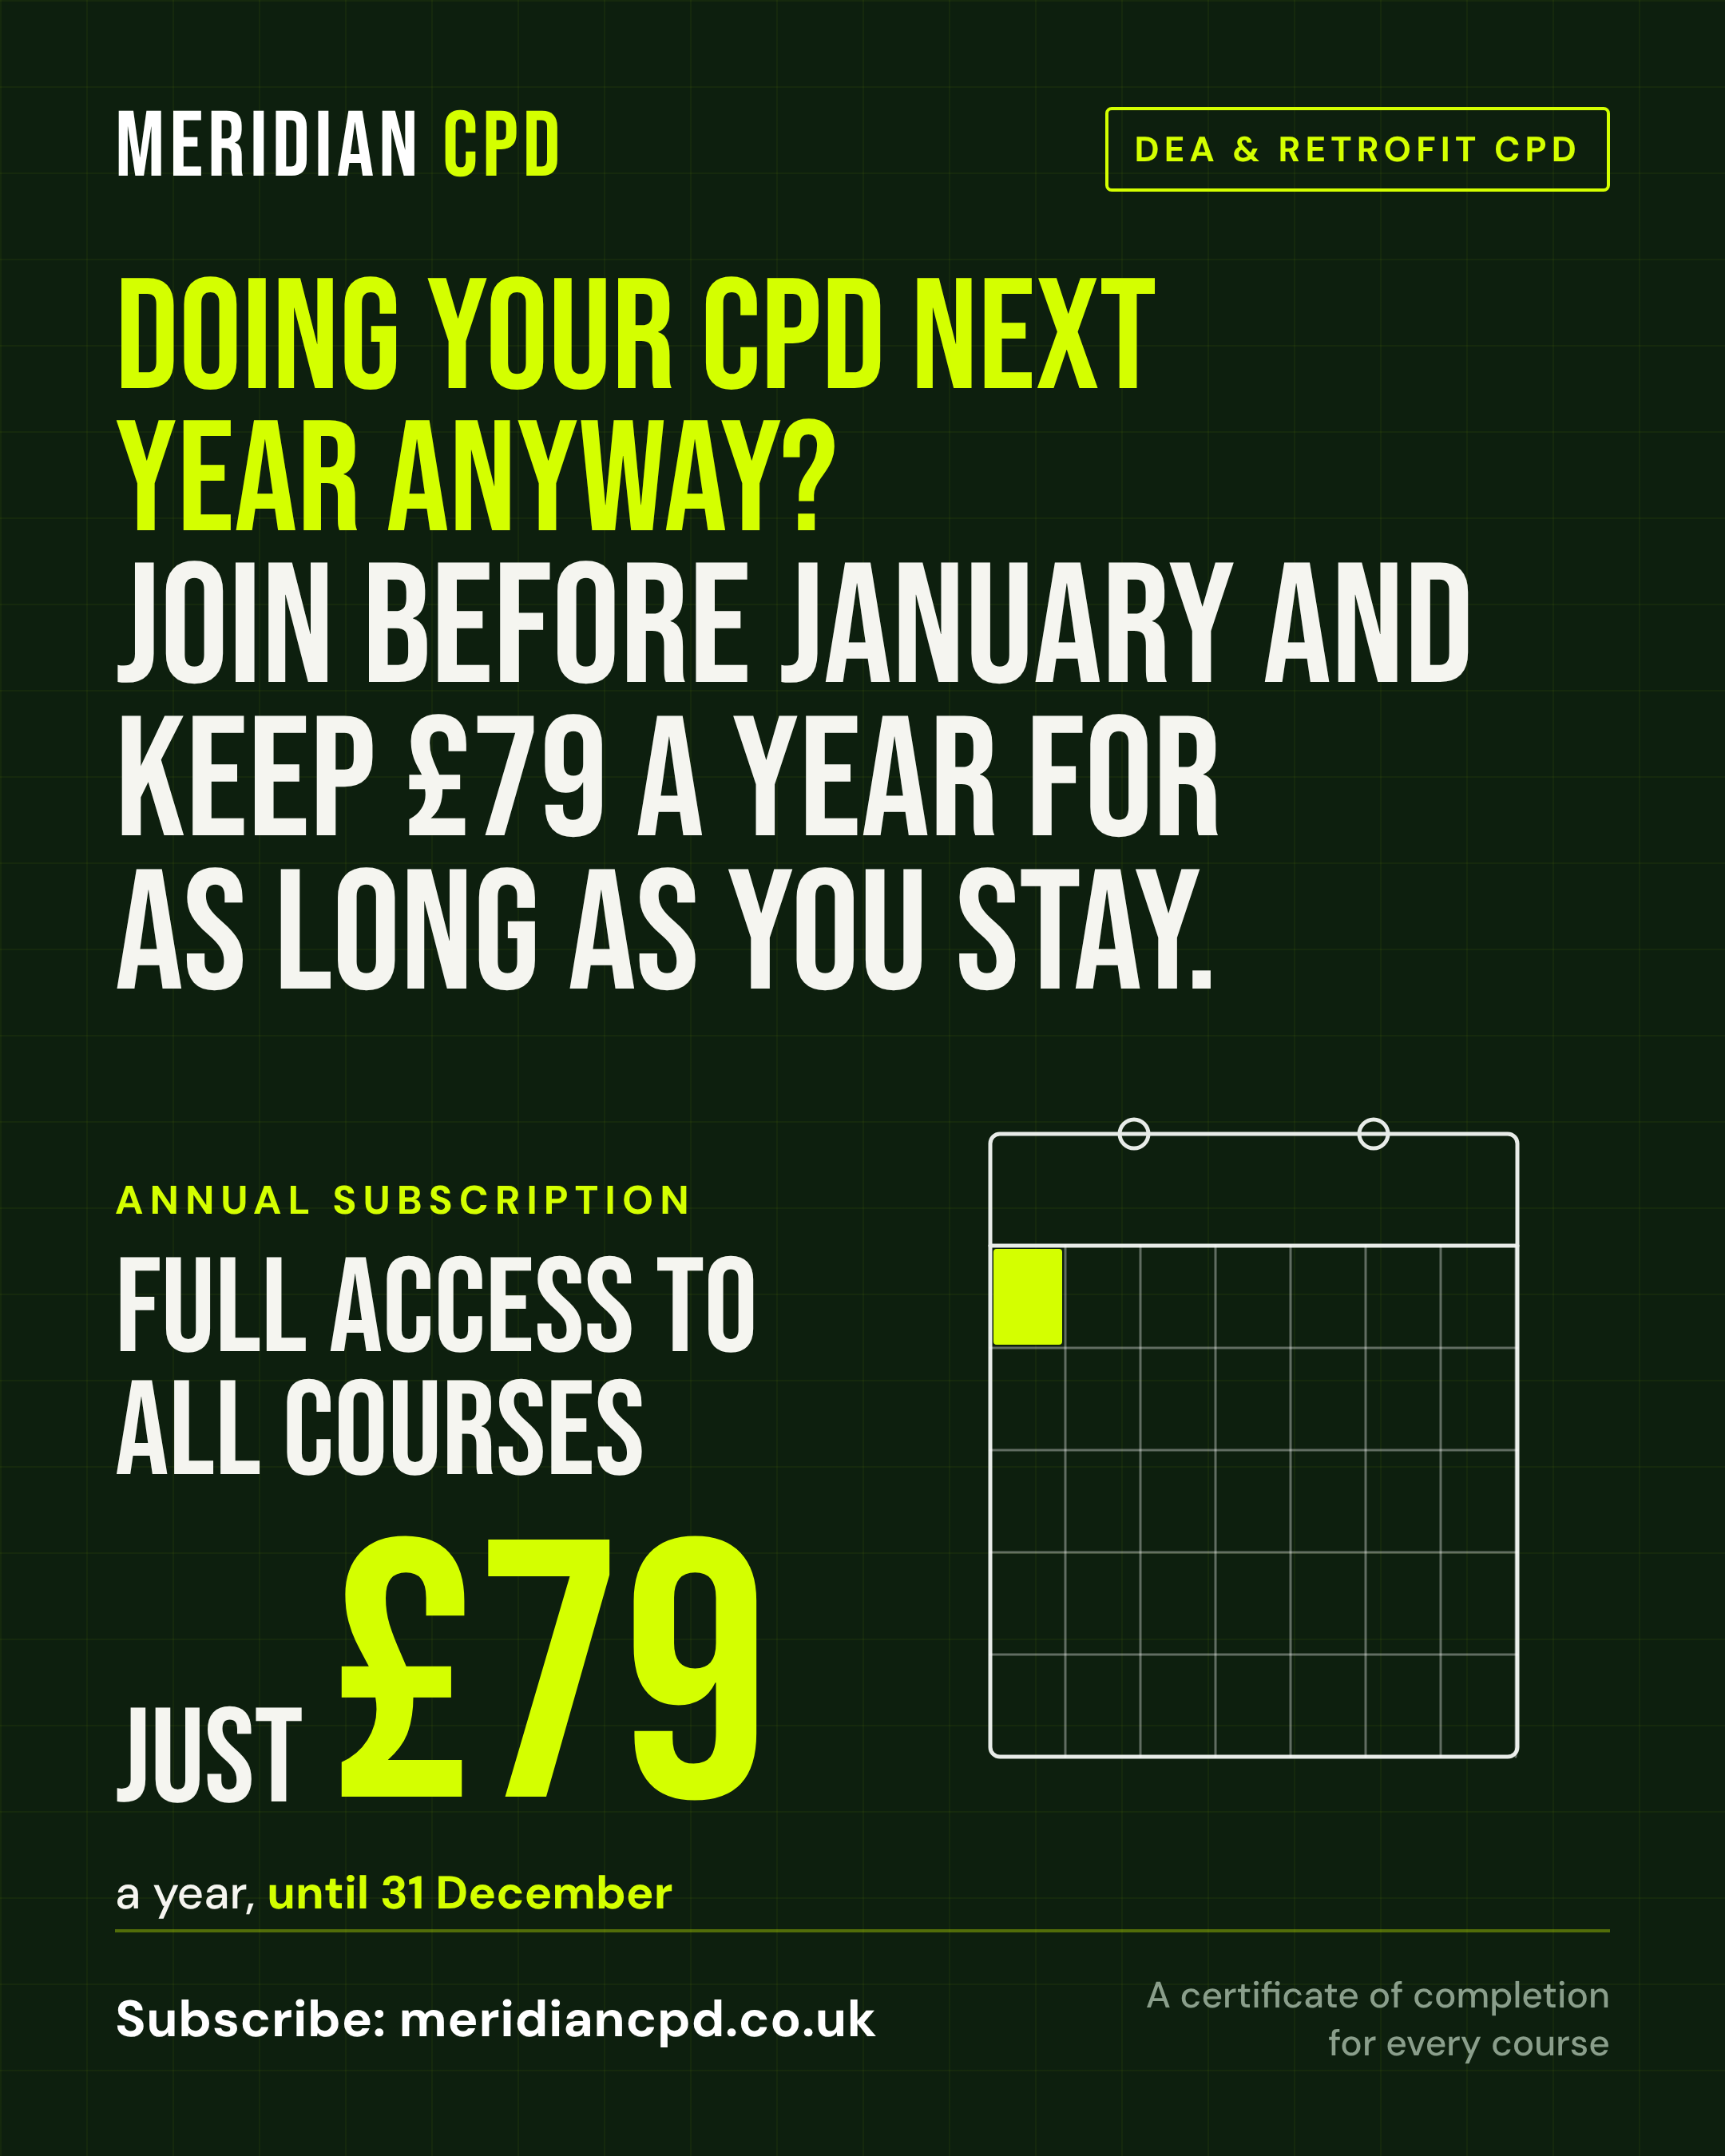 MERIDIAN CPD
DEA & RETROFIT CPD
DOING YOUR CPD NEXT
YEAR ANYWAY?
JOIN BEFORE JANUARY AND
KEEP £79 A YEAR FOR
AS LONG AS YOU STAY.
ANNUAL SUBSCRIPTION
FULL ACCESS TO
ALL COURSES
JUST £79
a year, until 31 December
Subscribe: meridiancpd.co.uk
A certificate of completion
for every course